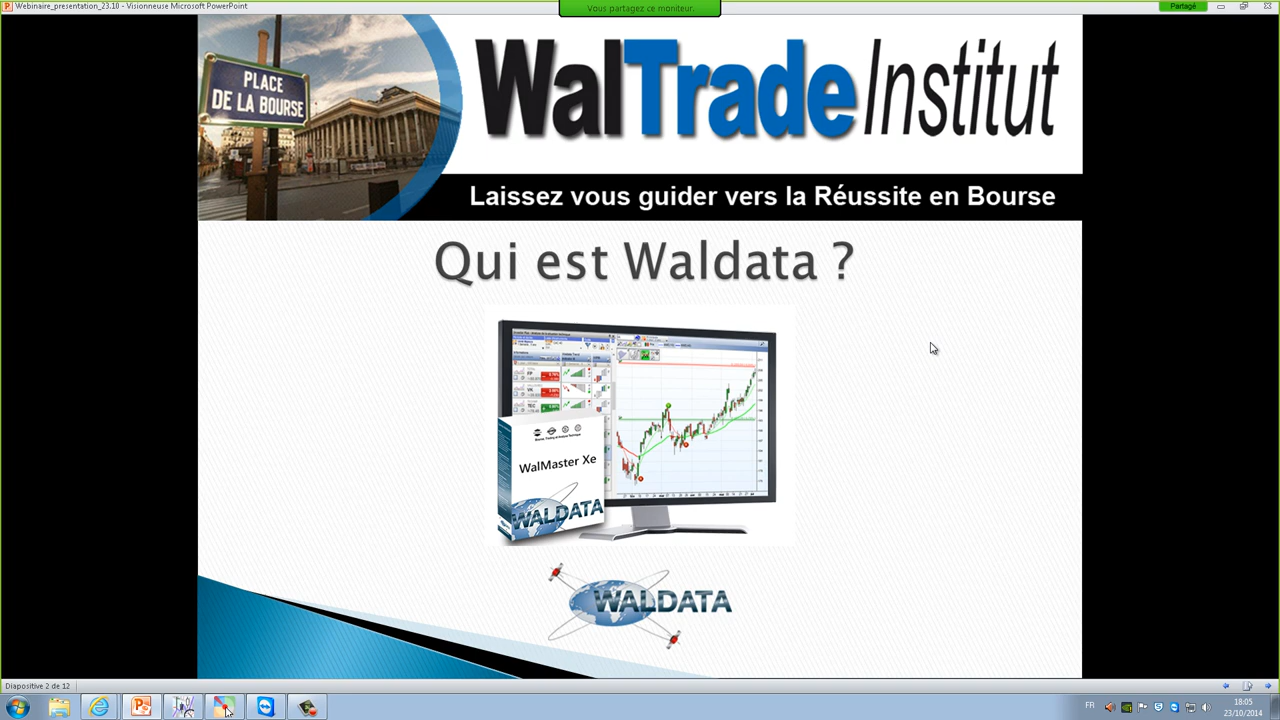 Webinaire_presentation_23.10 - Visionneuse Microsoft PowerPoint
Vous partagez ce moniteur.
Partagé
PLACE
DE LA BOURSE
WalTradeInstitut
Laissez vous guider vers la Réussite en Bourse
Qui est Waldata ?
WalMaster Xe
WALDATA
WALDATA
Diapositive 2 de 12
FR
18:05
23/10/2014